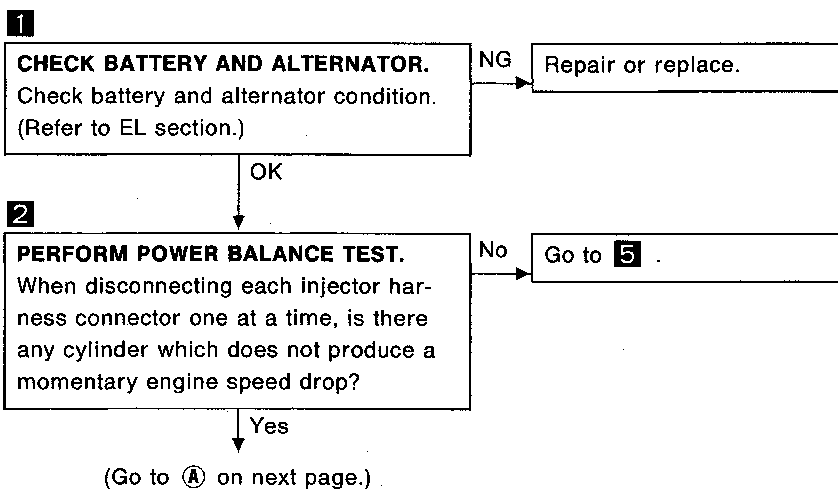 1
CHECK BATTERY AND ALTERNATOR.
Check battery and alternator condition.
(Refer to EL section.)
NG
Repair or replace.
OK
2
PERFORM POWER BALANCE TEST.
When disconnecting each injector har-
ness connector one at a time, is there
any cylinder which does not produce a
momentary engine speed drop?
No
Go to 5 .
Yes
(Go to Ⓐ on next page.)